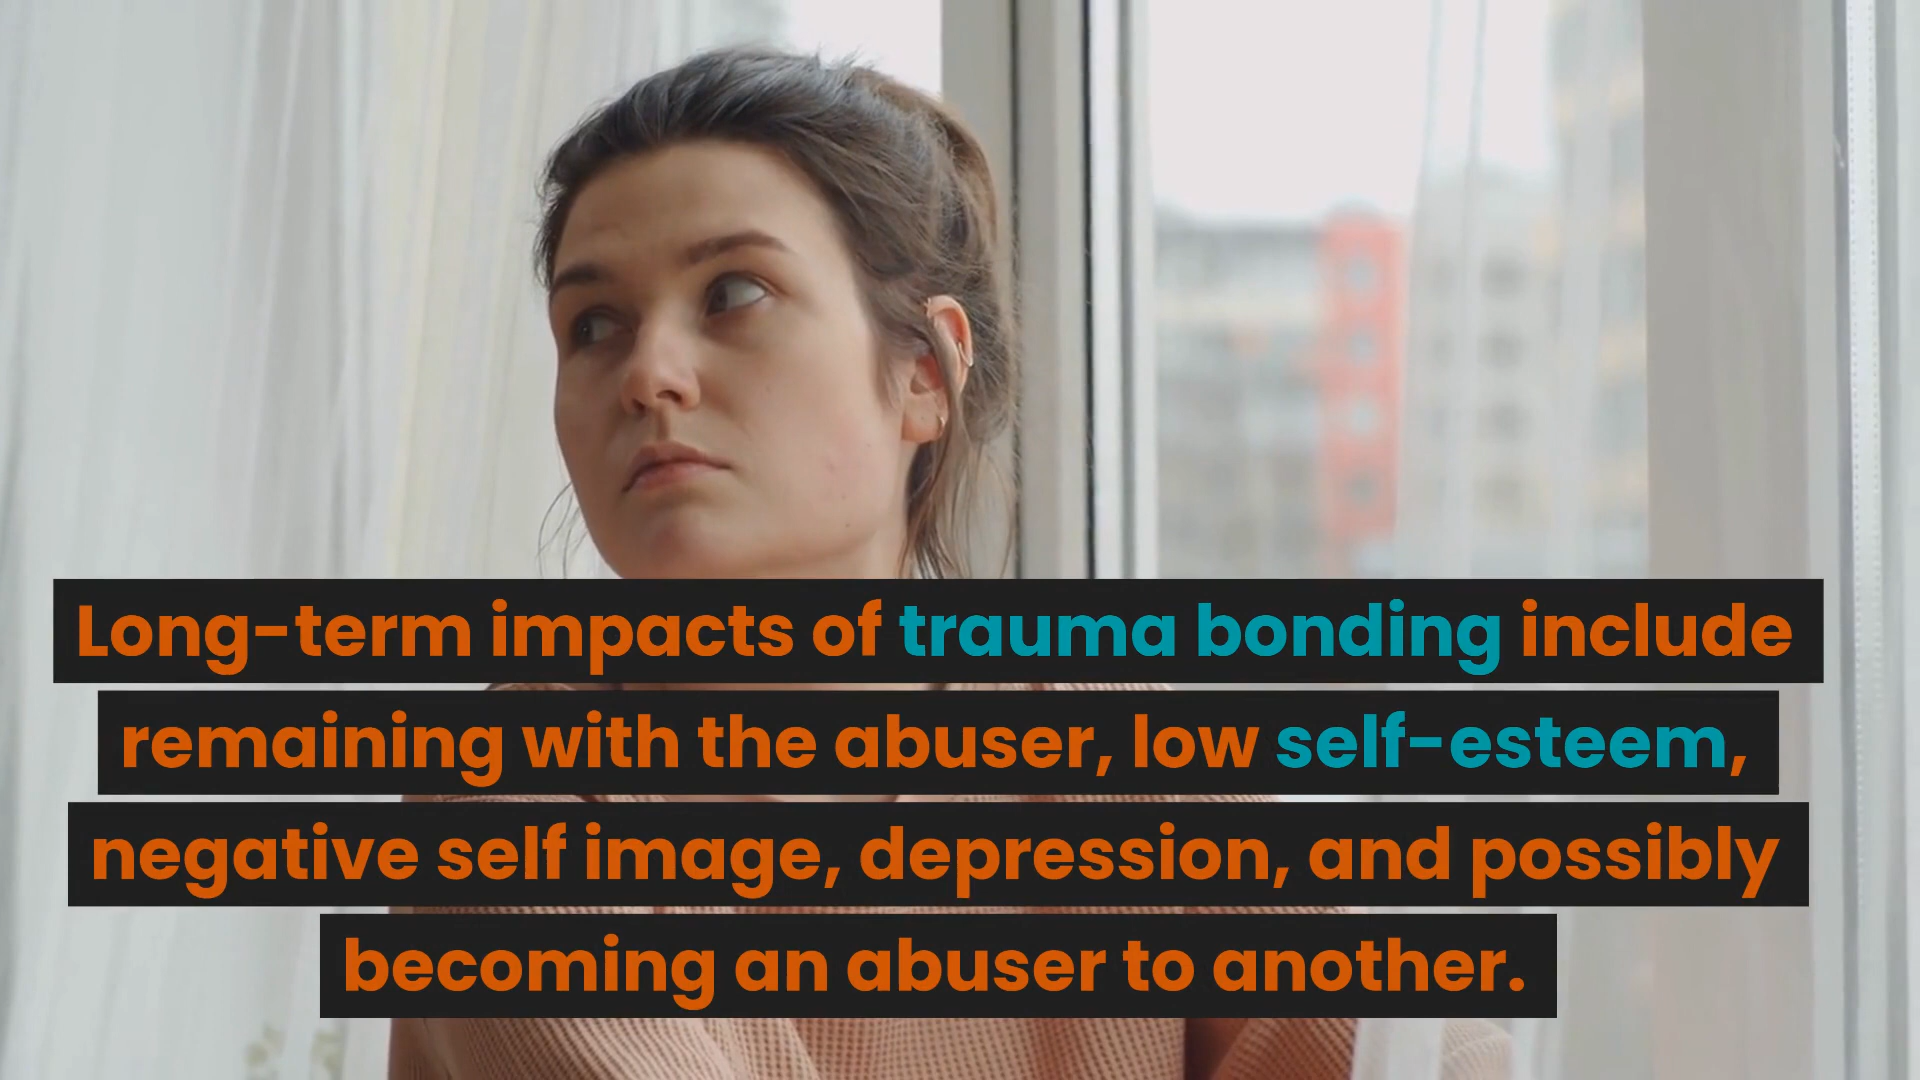 Long-term impacts of trauma bonding include
remaining with the abuser, low self-esteem,
negative self image, depression, and possibly
becoming an abuser to another.